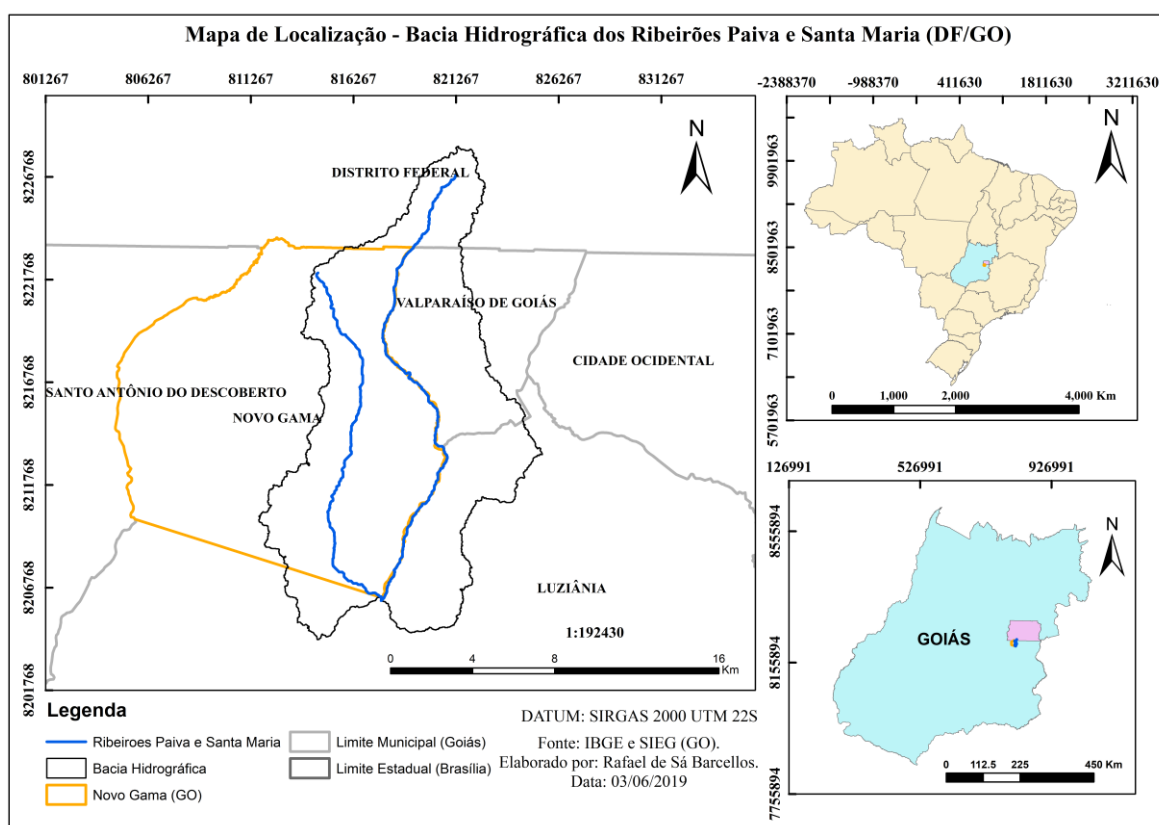 Mapa de Localização - Bacia Hidrográfica dos Ribeirões Paiva e Santa Maria (DF/GO)
801267 806267 811267 816267 821267 826267 831267
8226768
8221768
8216768
8211768
8206768
8201768
N
DISTRITO FEDERAL
VALPARAÍSO DE GOIÁS
CIDADE OCIDENTAL
SANTO ANTÔNIO DO DESCOBERTO
NOVO GAMA
LUZIÂNIA
1:192430
0 4 8 16
Km
-2388370 -988370 411630 1811630 3211630
9901963
8501963
7101963
5701963
N
0 1,000 2,000 4,000 Km
126991 526991 926991
8555894
8155894
7755894
N
GOIÁS
0 112.5 225 450 KM
Legenda
Ribeiroes Paiva e Santa Maria
Bacia Hidrográfica
Novo Gama (GO)
Limite Municipal (Goiás)
Limite Estadual (Brasília)
DATUM: SIRGAS 2000 UTM 22S
Fonte: IBGE e SIEG (GO).
Elaborado por: Rafael de Sá Barcellos.
Data: 03/06/2019